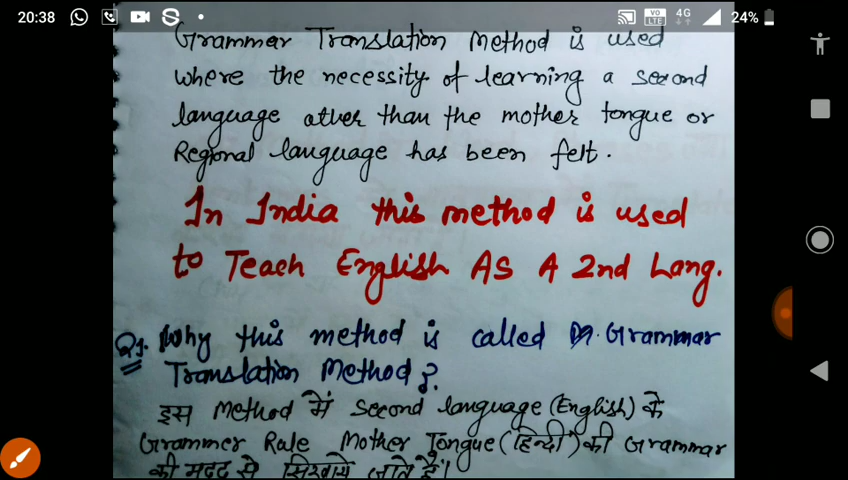 20:38
VO LTE
4G
24%
Grammar Translation Method is used
where the necessity of learning a second
language other than the mother tongue or
Regional language has been felt.
In India this method is used
to Teach English AS A 2nd Lang.
Q1. Why this method is called Grammar
Translation Method?
इस Method में Second language (English) के
Grammer Rule Mother Tongue (हिन्दी) की Grammar
की मदद से सिखाये जाते हैं।